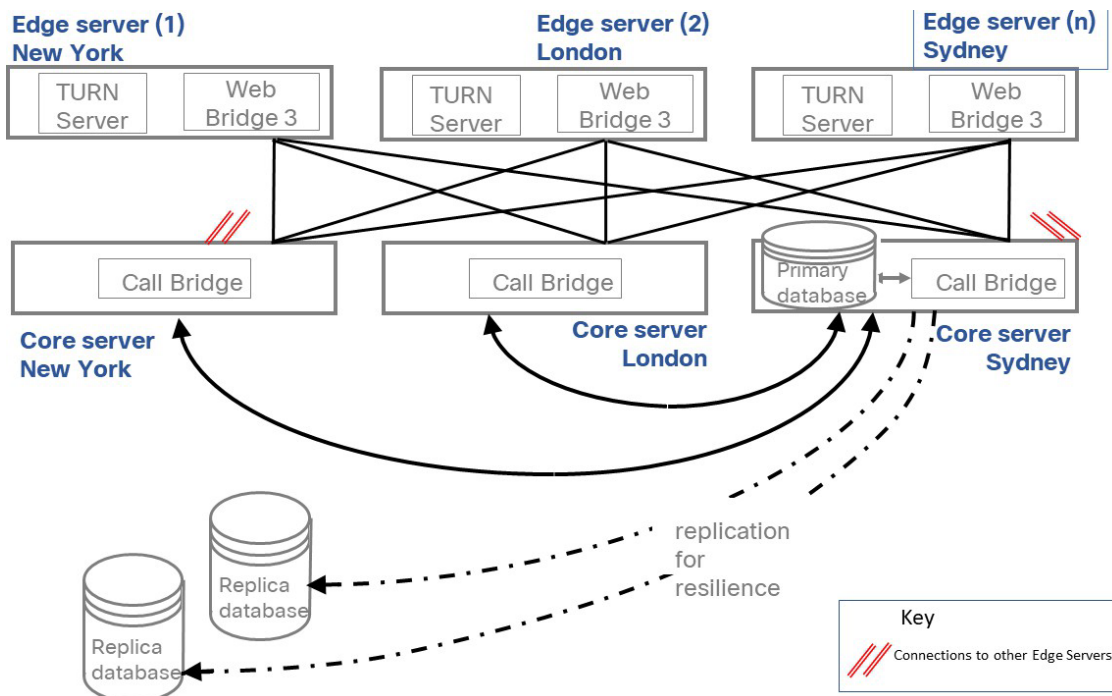 Edge server (1)
New York
Edge server (2)
London
Edge server (n)
Sydney
TURN
Server
Web
Bridge 3
TURN
Server
Web
Bridge 3
TURN
Server
Web
Bridge 3
Call Bridge
Call Bridge
Primary
database
Call Bridge
Core server
New York
Core server
London
Core server
Sydney
replication
for
resilience
Replica
database
Replica
database
Key
Connections to other Edge Servers